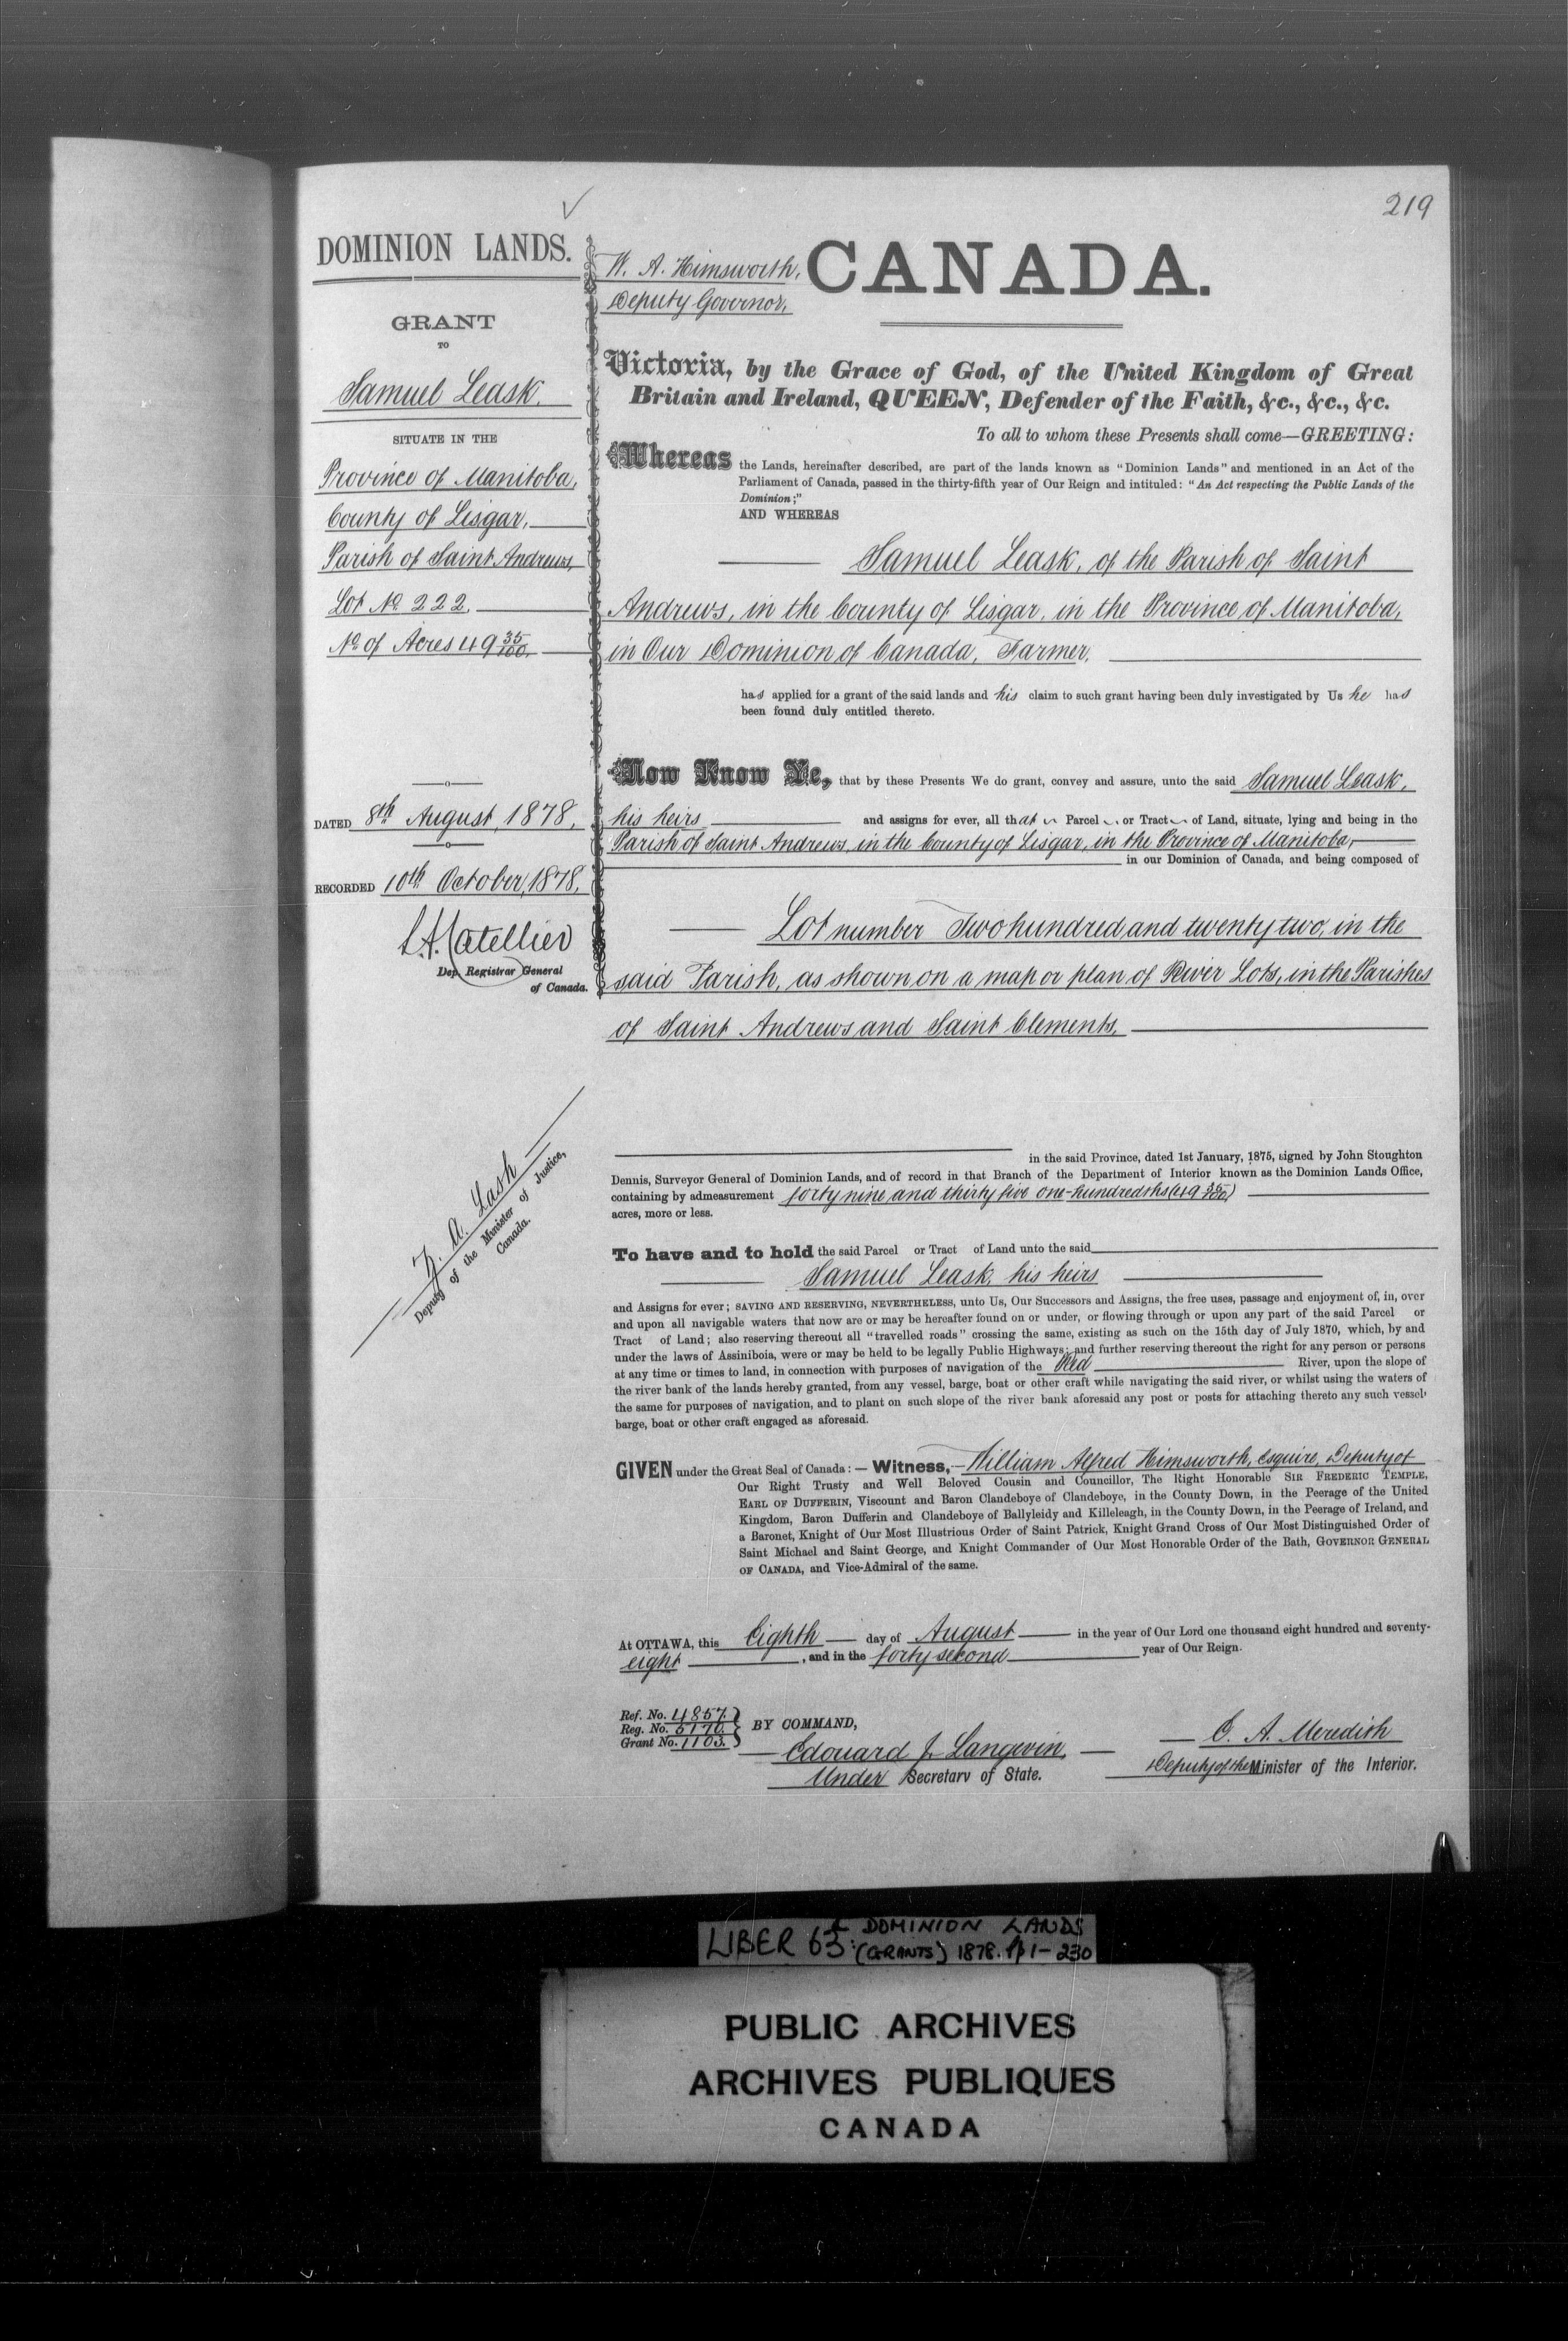 219
DOMINION LANDS.
GRANT
TO
Samuel Leask.
SITUATE IN THE
Province of Manitoba,
County of Lisgar,
Parish of Saint Andrews,
Lot No. 222.
No. of Acres 49 35/100.
DATED 8th August, 1878,
RECORDED 10th October, 1878,
L.A. Catellier
Dep. Registrar General
of Canada.
Z. A. Lash
Deputy of the Minister of Justice,
Canada.
W. A. Himsworth,
Deputy Governor,
CANADA.
Victoria, by the Grace of God, of the United Kingdom of Great
Britain and Ireland, QUEEN, Defender of the Faith, &c., &c., &c.
To all to whom these Presents shall come—GREETING:
Whereas the Lands, hereinafter described, are part of the lands known as "Dominion Lands" and mentioned in an Act of the
Parliament of Canada, passed in the thirty-fifth year of Our Reign and intituled: "An Act respecting the Public Lands of the
Dominion;"
AND WHEREAS
Samuel Leask, of the Parish of Saint
Andrews, in the County of Lisgar, in the Province of Manitoba,
in Our Dominion of Canada, Farmer,
has applied for a grant of the said lands and his claim to such grant having been duly investigated by Us he has
been found duly entitled thereto.
Now Know Ye, that by these Presents We do grant, convey and assure, unto the said Samuel Leask,
his heirs and assigns for ever, all that Parcel or Tract of Land, situate, lying and being in the
Parish of Saint Andrews, in the County of Lisgar, in the Province of Manitoba,
in our Dominion of Canada, and being composed of
Lot number Two hundred and twenty two, in the
said Parish, as shown on a map or plan of River Lots, in the Parishes
of Saint Andrews and Saint Clements,
in the said Province, dated 1st January, 1875, signed by John Stoughton
Dennis, Surveyor General of Dominion Lands, and of record in that Branch of the Department of Interior known as the Dominion Lands Office,
containing by admeasurement forty nine and thirty five one-hundredths (49 35/100)
acres, more or less.
To have and to hold the said Parcel or Tract of Land unto the said
Samuel Leask, his heirs
and Assigns for ever; SAVING AND RESERVING, NEVERTHELESS, unto Us, Our Successors and Assigns, the free uses, passage and enjoyment of, in, over
and upon all navigable waters that now are or may be hereafter found on or under, or flowing through or upon any part of the said Parcel or
Tract of Land; also reserving thereout all "travelled roads" crossing the same, existing as such on the 15th day of July 1870, which, by and
under the laws of Assiniboia, were or may be held to be legally Public Highways; and further reserving thereout the right for any person or persons
at any time or times to land, in connection with purposes of navigation of the Red River, upon the slope of
the river bank of the lands hereby granted, from any vessel, barge, boat or other craft while navigating the said river, or whilst using the waters of
the same for purposes of navigation, and to plant on such slope of the river bank aforesaid any post or posts for attaching thereto any such vessel,
barge, boat or other craft engaged as aforesaid.
GIVEN under the Great Seal of Canada:— Witness,—William Alfred Himsworth, Esquire, Deputy of
Our Right Trusty and Well Beloved Cousin and Councillor, The Right Honorable SIR FREDERIC TEMPLE,
EARL OF DUFFERIN, Viscount and Baron Clandeboye of Clandeboye, in the County Down, in the Peerage of the United
Kingdom, Baron Dufferin and Clandeboye of Ballyleidy and Killeleagh, in the County Down, in the Peerage of Ireland, and
a Baronet, Knight of Our Most Illustrious Order of Saint Patrick, Knight Grand Cross of Our Most Distinguished Order of
Saint Michael and Saint George, and Knight Commander of Our Most Honorable Order of the Bath, GOVERNOR GENERAL
OF CANADA, and Vice-Admiral of the same.
At OTTAWA, this Eighth day of August in the year of Our Lord one thousand eight hundred and seventy-
eight, and in the forty second year of Our Reign.
Ref. No. 4857.
Reg. No. 5170.
Grant No. 1103.
BY COMMAND,
Edouard J. Langevin,
Under Secretary of State.
E. A. Meredith
Deputy of the Minister of the Interior.
LIBER 63: DOMINION LANDS
(GRANTS) 1878. pp 1-230
PUBLIC ARCHIVES
ARCHIVES PUBLIQUES
CANADA